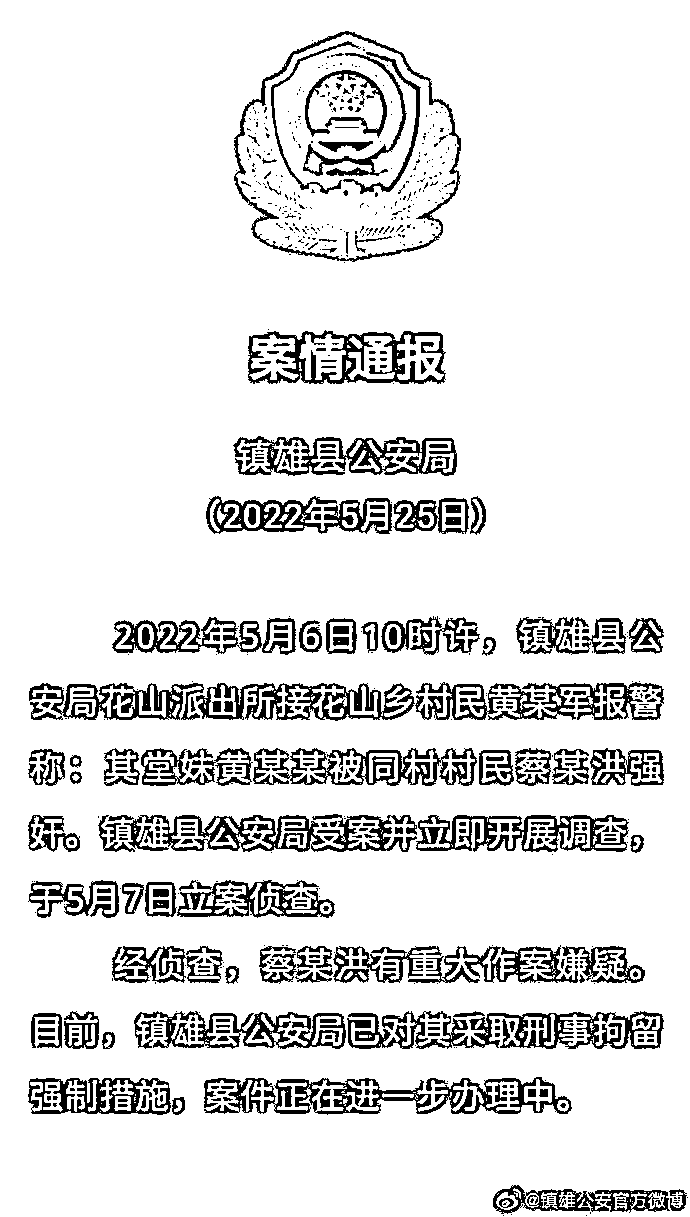 案情通报
镇雄县公安局
（2022年5月25日）
2022年5月6日10时许，镇雄县公
安局花山派出所接花山乡村民黄某军报警
称：其堂妹黄某某被同村村民蔡某洪强
奸。镇雄县公安局受案并立即开展调查，
于5月7日立案侦查。
经侦查，蔡某洪有重大作案嫌疑。
目前，镇雄县公安局已对其采取刑事拘留
强制措施，案件正在进一步办理中。
@镇雄公安官方微博